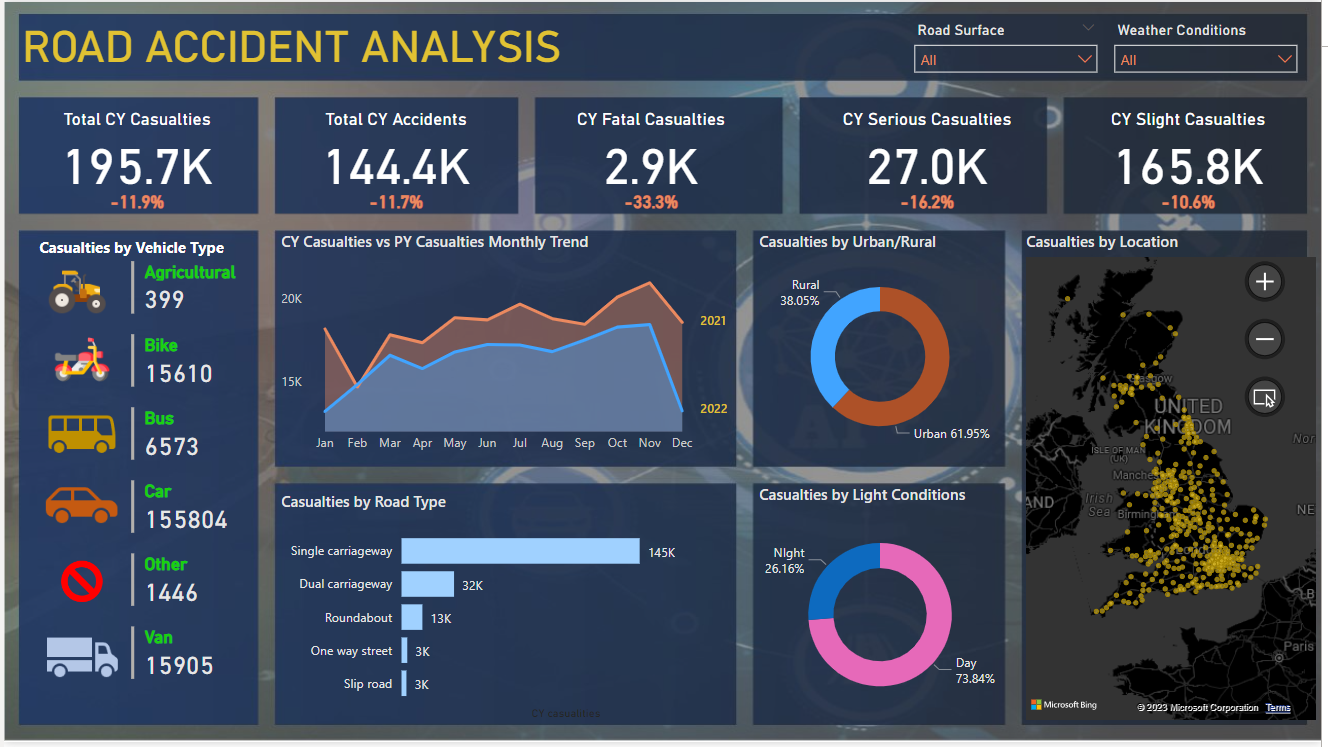 ROAD ACCIDENT ANALYSIS
Road Surface
All
Weather Conditions
All
Total CY Casualties
195.7K
-11.9%
Total CY Accidents
144.4K
-11.7%
CY Fatal Casualties
2.9K
-33.3%
CY Serious Casualties
27.0K
-16.2%
CY Slight Casualties
165.8K
-10.6%
Casualties by Vehicle Type
Agricultural
399
Bike
15610
Bus
6573
Car
155804
Other
1446
Van
15905
CY Casualties vs PY Casualties Monthly Trend
20K
15K
2021
2022
Jan Feb Mar Apr May Jun Jul Aug Sep Oct Nov Dec
Casualties by Road Type
Single carriageway 145K
Dual carriageway 32K
Roundabout 13K
One way street 3K
Slip road 3K
CY casualties
Casualties by Urban/Rural
Rural
38.05%
Urban 61.95%
Casualties by Light Conditions
NIght
26.16%
Day
73.84%
Casualties by Location
UNITED
KINGDOM
ISLE OF MAN
(UK)
Manches
Irish
Sea
Birmingh
Nor
NE
AND
Paris
Microsoft Bing
© 2023 Microsoft Corporation Terms